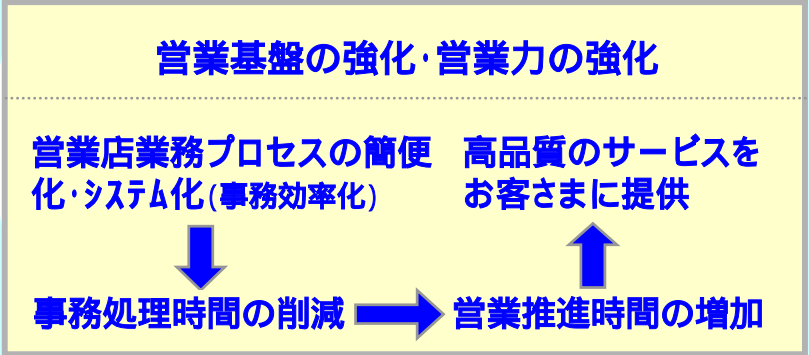 営業基盤の強化･営業力の強化
営業店業務プロセスの簡便
化･ｼｽﾃﾑ化(事務効率化)
事務処理時間の削減
営業推進時間の増加
高品質のサービスを
お客さまに提供